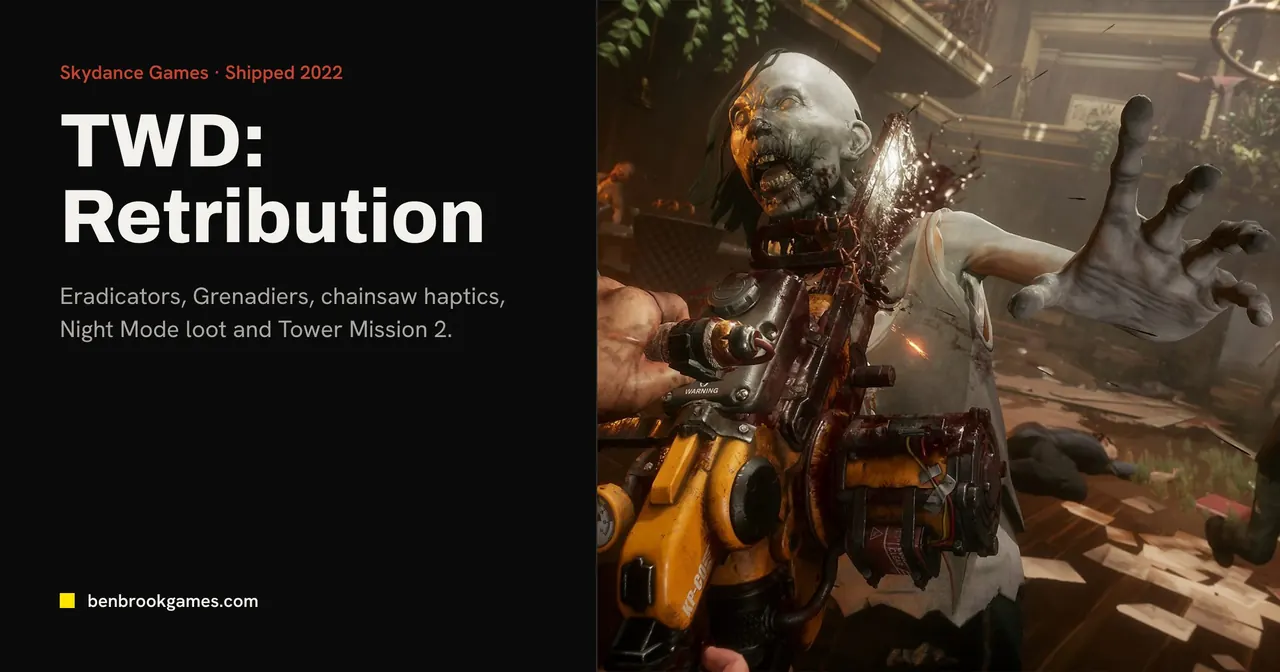 Skydance Games · Shipped 2022
TWD:
Retribution
Eradicators, Grenadiers, chainsaw haptics,
Night Mode loot and Tower Mission 2.
benbrookgames.com
WARNING